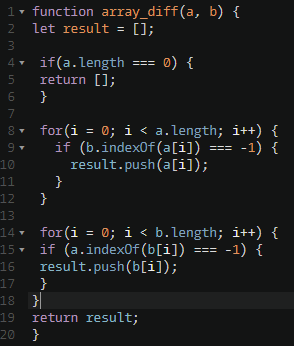 1 function array_diff(a, b) {
2 let result = [];
3
4 if(a.length === 0) {
5 return [];
6 }
7
8 for(i = 0; i < a.length; i++) {
9 if (b.indexOf(a[i]) === -1) {
10 result.push(a[i]);
11 }
12 }
13
14 for(i = 0; i < b.length; i++) {
15 if (a.indexOf(b[i]) === -1) {
16 result.push(b[i]);
17 }
18 }
19 return result;
20 }